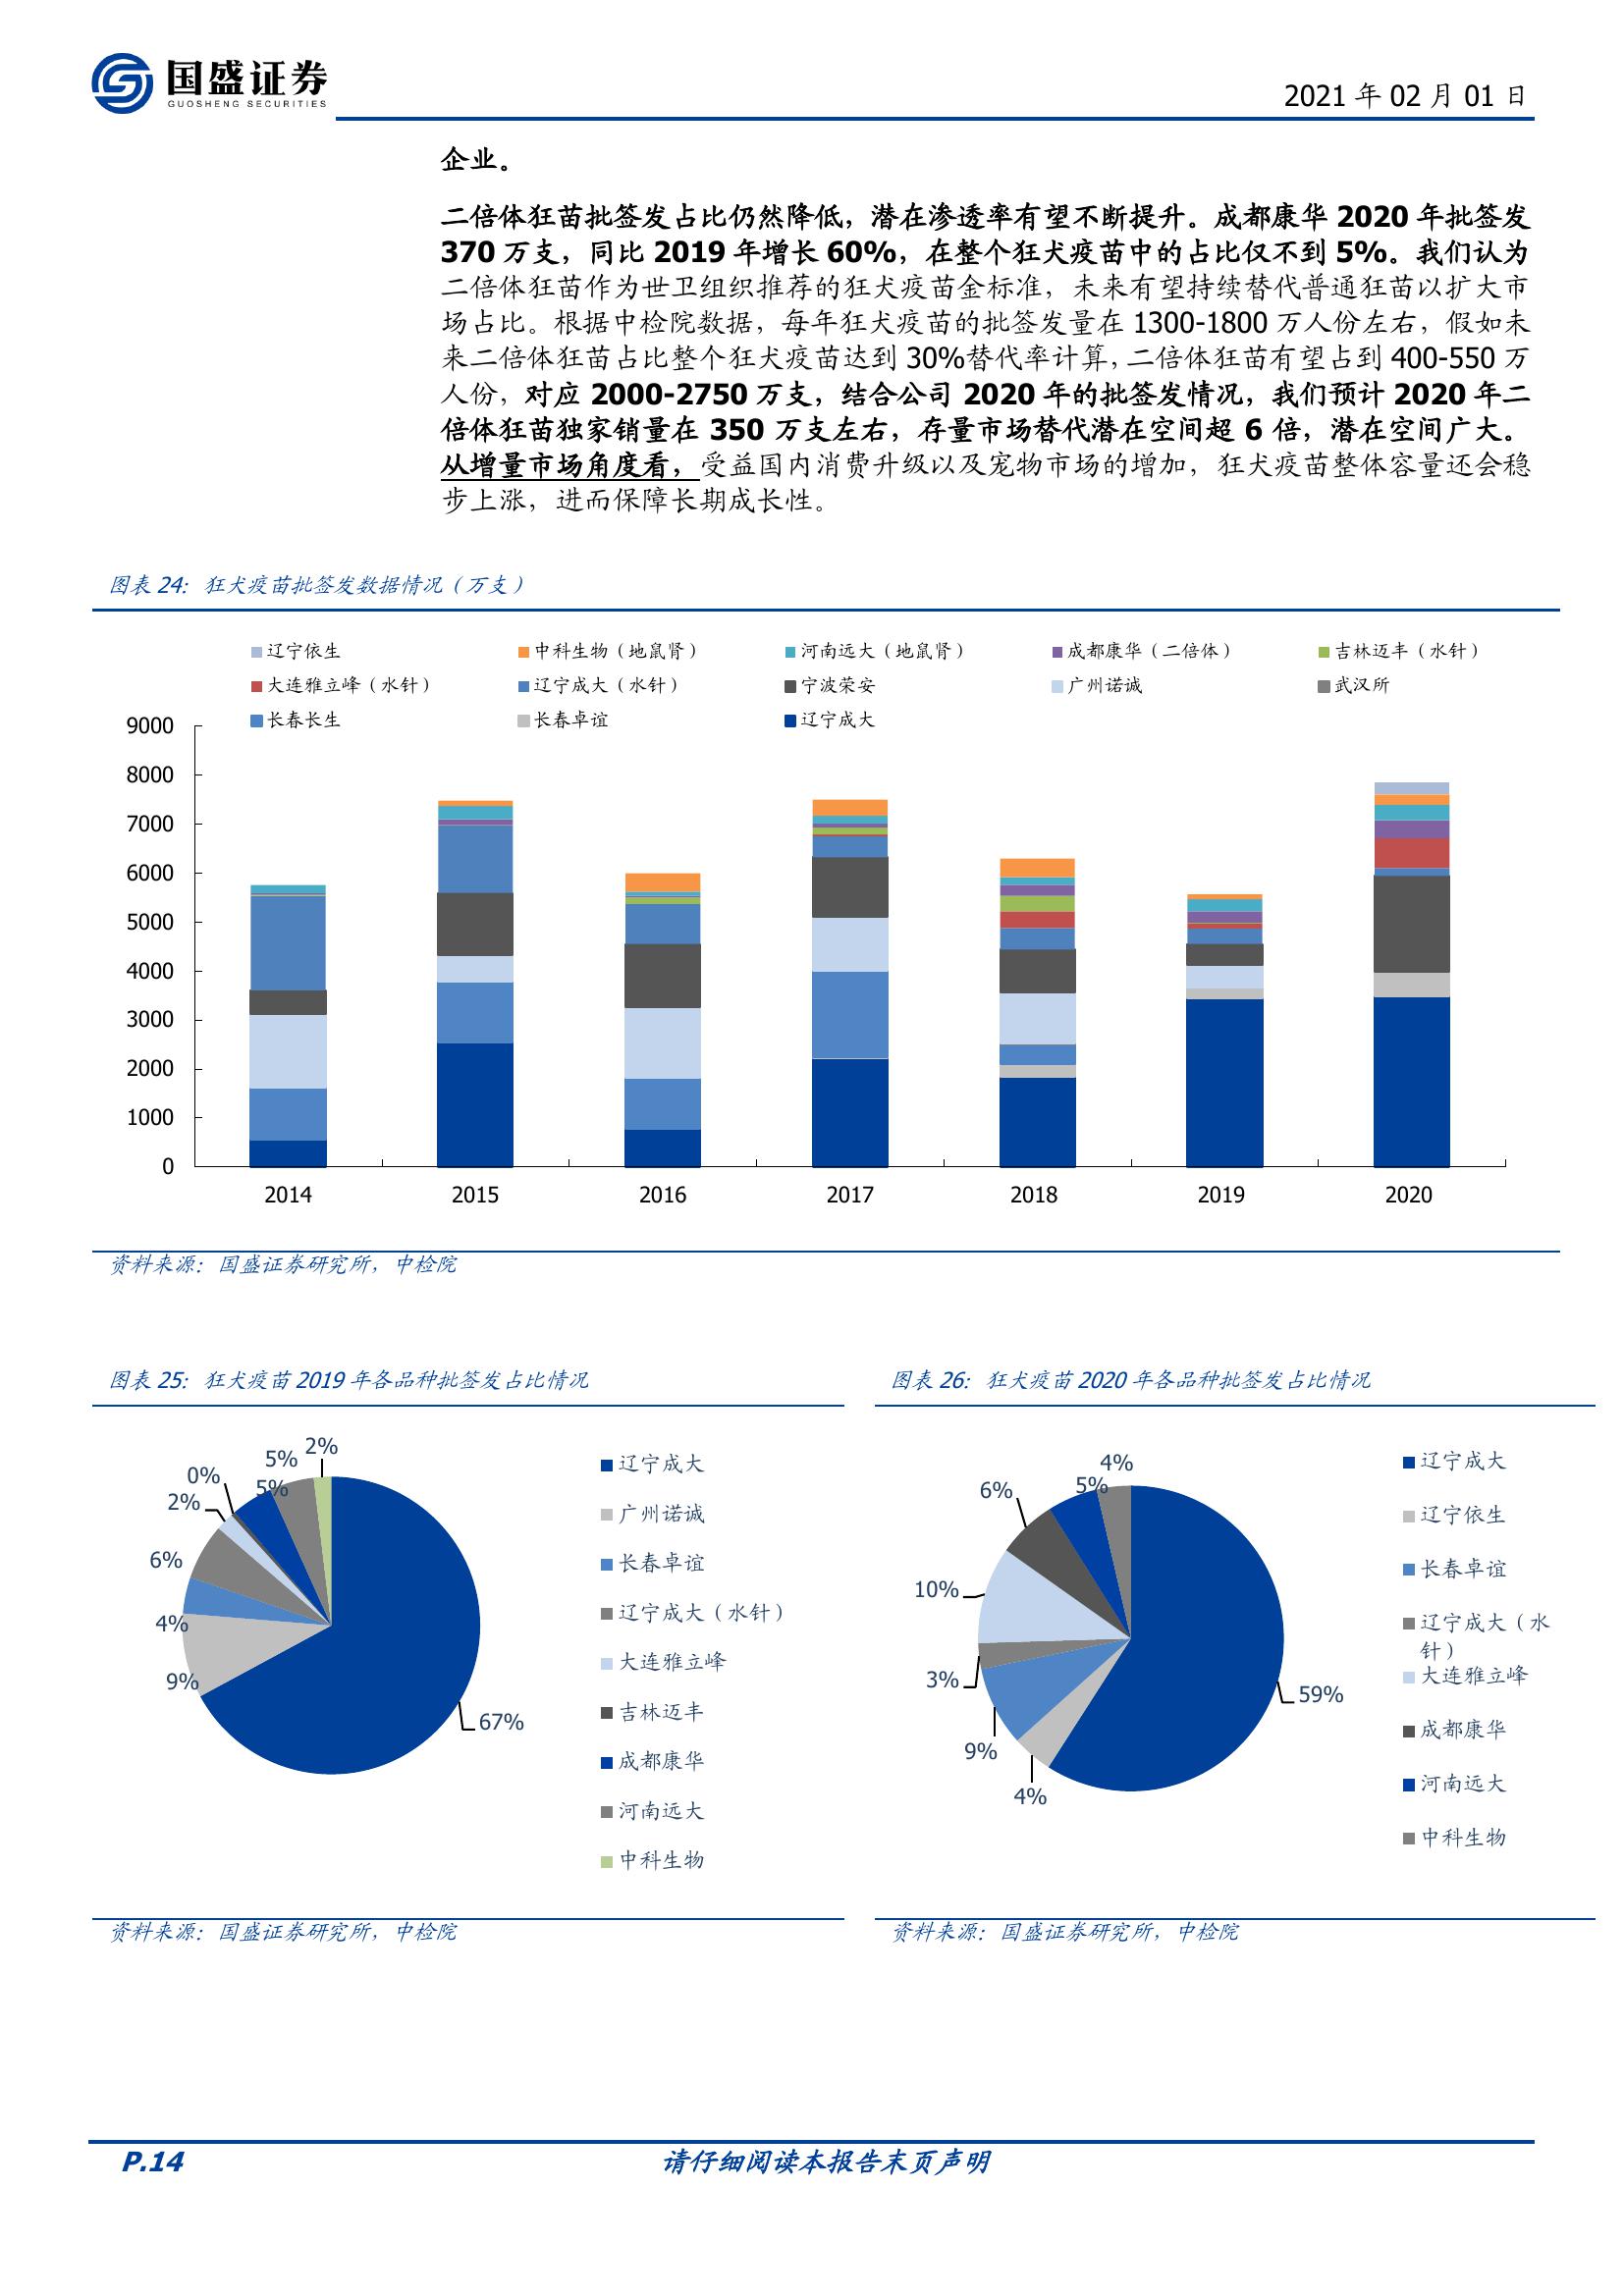 国盛证券
GUOSHENG SECURITIES
2021 年 02 月 01 日
企业。
二倍体狂苗批签发占比仍然降低，潜在渗透率有望不断提升。成都康华 2020 年批签发
370 万支，同比 2019 年增长 60%，在整个狂犬疫苗中的占比仅不到 5%。我们认为
二倍体狂苗作为世卫组织推荐的狂犬疫苗金标准，未来有望持续替代普通狂苗以扩大市
场占比。根据中检院数据，每年狂犬疫苗的批签发量在 1300-1800 万人份左右，假如未
来二倍体狂苗占比整个狂犬疫苗达到 30%替代率计算，二倍体狂苗有望占到 400-550 万
人份，对应 2000-2750 万支，结合公司 2020 年的批签发情况，我们预计 2020 年二
倍体狂苗独家销量在 350 万支左右，存量市场替代潜在空间超 6 倍，潜在空间广大。
从增量市场角度看，受益国内消费升级以及宠物市场的增加，狂犬疫苗整体容量还会稳
步上涨，进而保障长期成长性。
图表 24：狂犬疫苗批签发数据情况（万支）
辽宁依生 中科生物（地鼠肾） 河南远大（地鼠肾） 成都康华（二倍体） 吉林迈丰（水针）
大连雅立峰（水针） 辽宁成大（水针） 宁波荣安 广州诺诚 武汉所
长春长生 长春卓谊 辽宁成大
9000
8000
7000
6000
5000
4000
3000
2000
1000
0
2014 2015 2016 2017 2018 2019 2020
资料来源：国盛证券研究所，中检院
图表 25：狂犬疫苗 2019 年各品种批签发占比情况
2%
5%
0%
5%
2%
6%
4%
9%
67%
辽宁成大
广州诺诚
长春卓谊
辽宁成大（水针）
大连雅立峰
吉林迈丰
成都康华
河南远大
中科生物
资料来源：国盛证券研究所，中检院
图表 26：狂犬疫苗 2020 年各品种批签发占比情况
4%
5%
6%
10%
3%
9%
4%
59%
辽宁成大
辽宁依生
长春卓谊
辽宁成大（水
针）
大连雅立峰
成都康华
河南远大
中科生物
资料来源：国盛证券研究所，中检院
P.14
请仔细阅读本报告末页声明